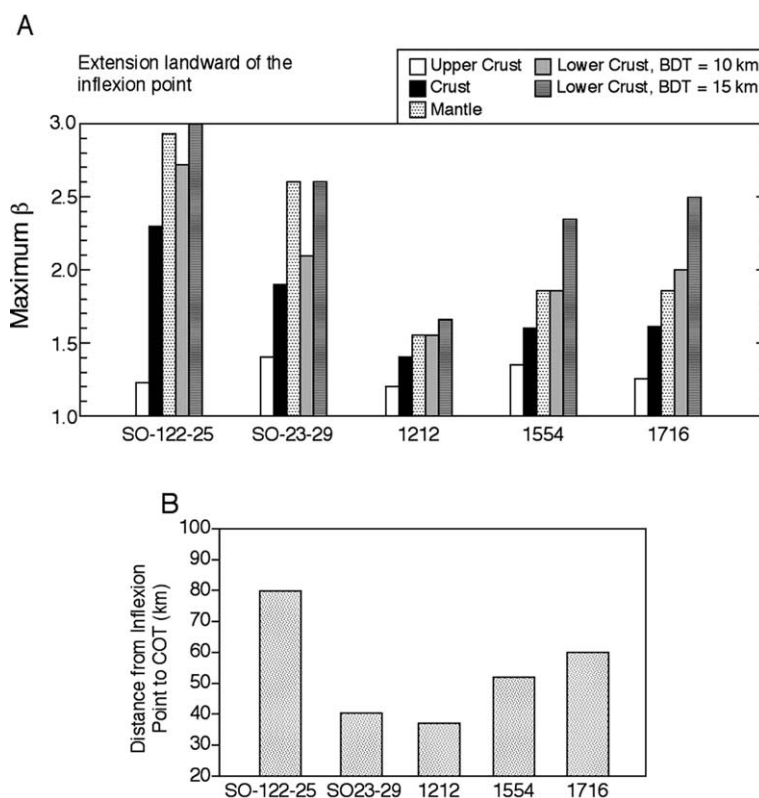 A
Extension landward of the
inflexion point
Upper Crust
Crust
Mantle
Lower Crust, BDT = 10 km
Lower Crust, BDT = 15 km
Maximum β
3.0
2.5
2.0
1.5
1.0
SO-122-25
SO-23-29
1212
1554
1716
B
Distance from Inflexion
Point to COT (km)
100
90
80
70
60
50
40
30
20
SO-122-25
SO23-29
1212
1554
1716